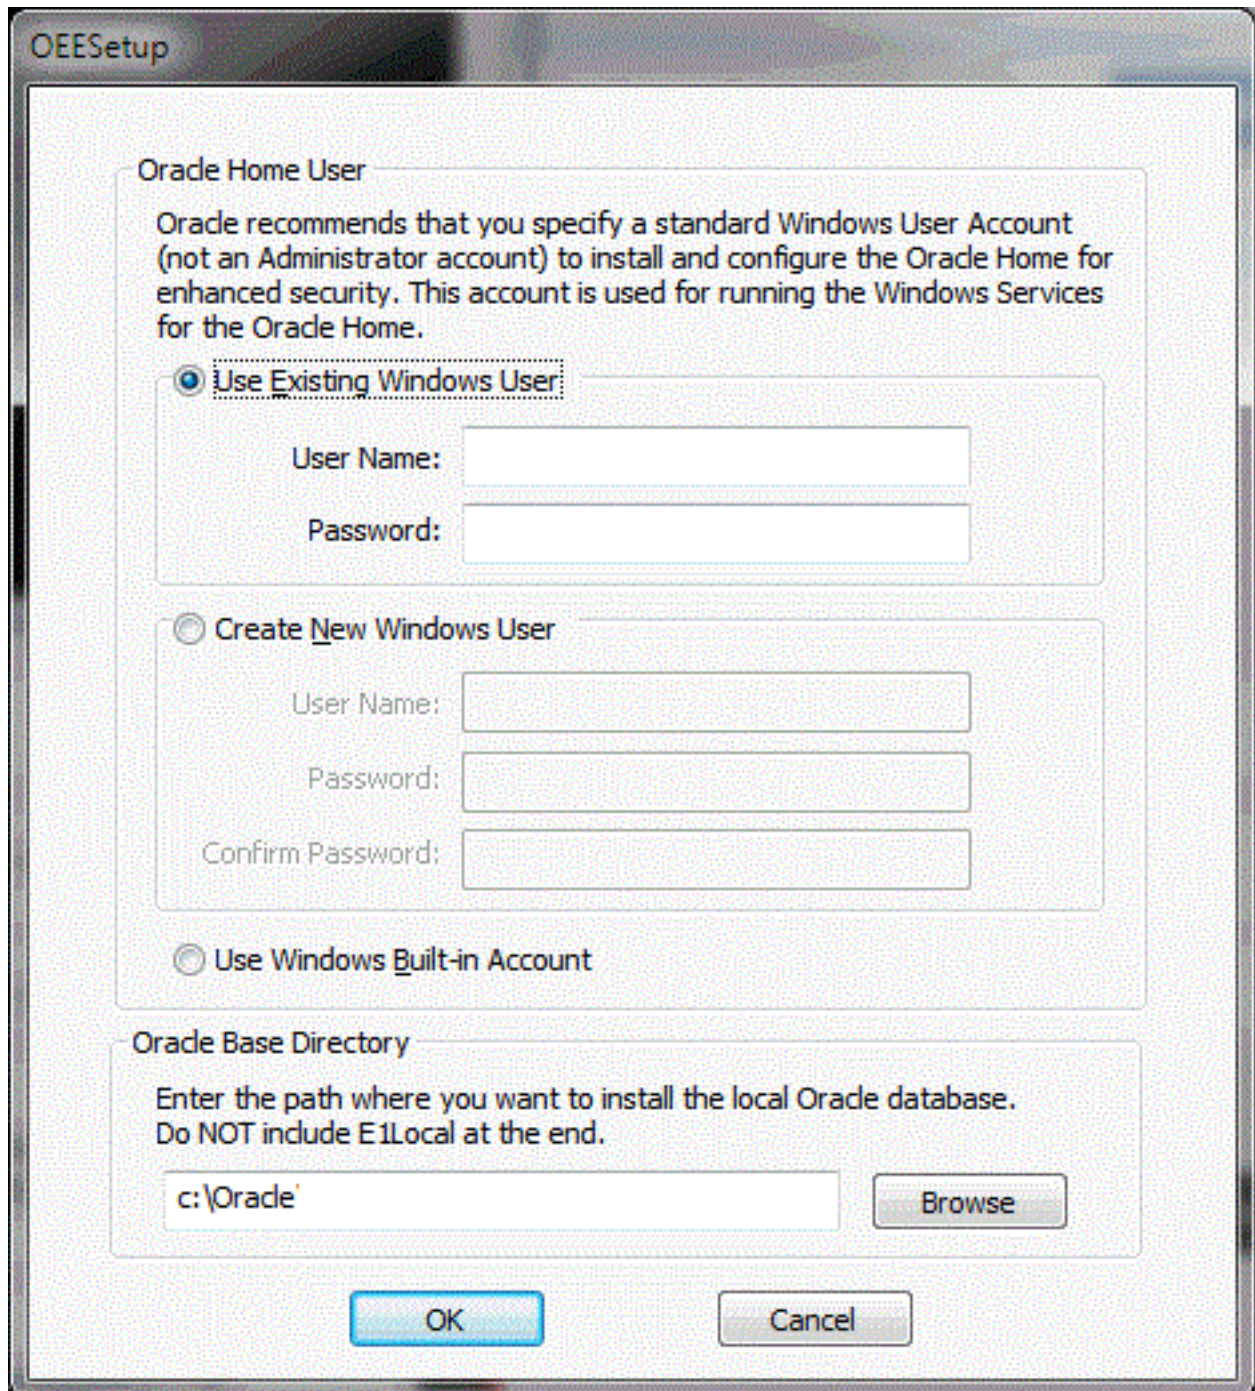 OEESetup
Oracle Home User
Oracle recommends that you specify a standard Windows User Account
(not an Administrator account) to install and configure the Oracle Home for
enhanced security. This account is used for running the Windows Services
for the Oracle Home.
Use Existing Windows User
User Name:
Password:
Create New Windows User
User Name:
Password:
Confirm Password:
Use Windows Built-in Account
Oracle Base Directory
Enter the path where you want to install the local Oracle database.
Do NOT include E1Local at the end.
c:\Oracle
Browse
OK
Cancel